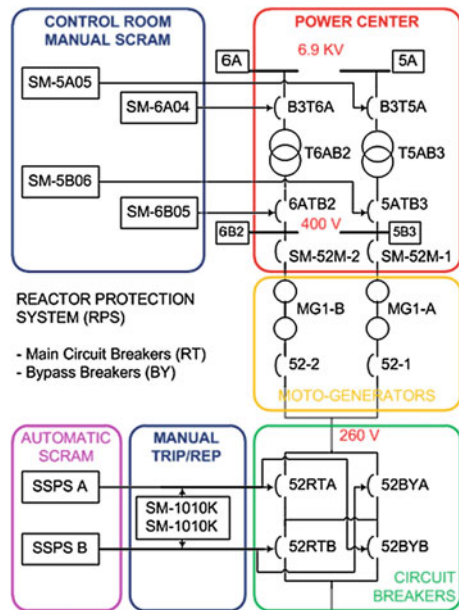 CONTROL ROOM
MANUAL SCRAM
POWER CENTER
6A
6.9 KV
5A
SM-5A05
SM-6A04
B3T6A
B3T5A
T6AB2
T5AB3
SM-5B06
SM-6B05
6ATB2
5ATB3
6B2
400 V
5B3
SM-52M-2
SM-52M-1
REACTOR PROTECTION
SYSTEM (RPS)
- Main Circuit Breakers (RT)
- Bypass Breakers (BY)
MG1-B
MG1-A
52-2
52-1
MOTO-GENERATORS
AUTOMATIC
SCRAM
MANUAL
TRIP/REP
260 V
SSPS A
SM-1010K
SM-1010K
SSPS B
52RTA
52BYA
52RTB
52BYB
CIRCUIT
BREAKERS